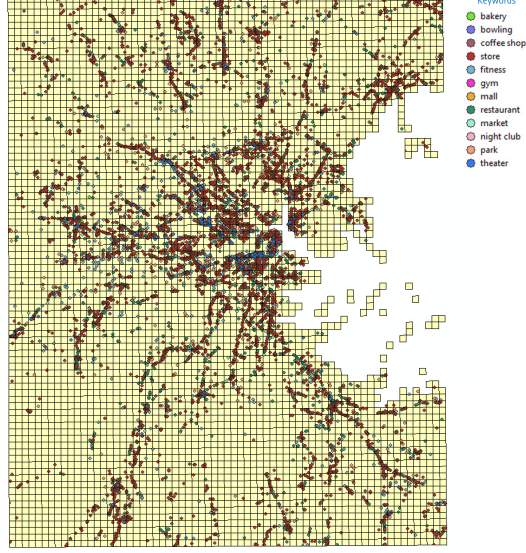 Keywords
bakery
bowling
coffee shop
store
fitness
gym
mall
restaurant
market
night club
park
theater